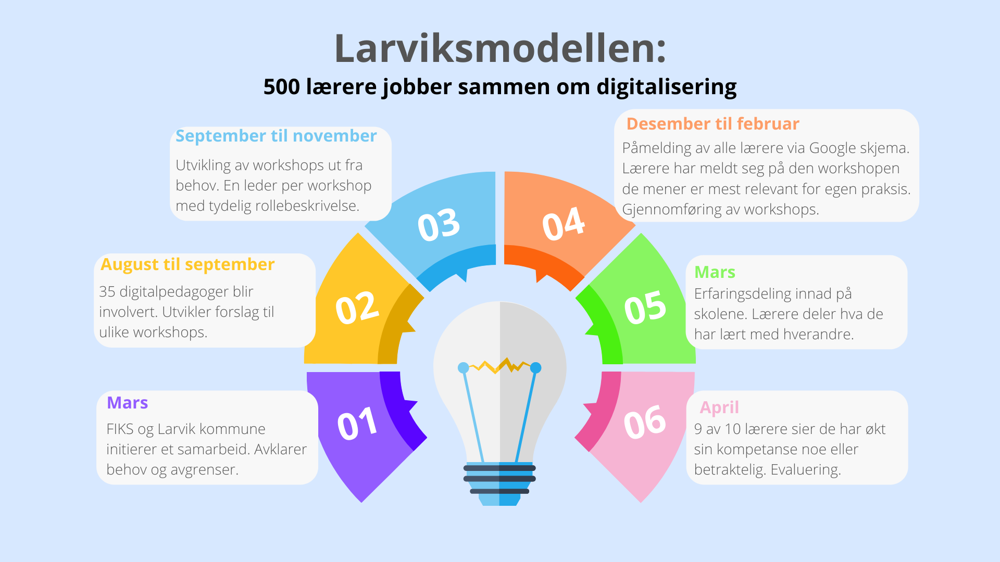 Larviksmodellen:
500 lærere jobber sammen om digitalisering
Mars
FIKS og Larvik kommune
initierer et samarbeid. Avklarer
behov og avgrenser.
01
August til september
35 digitalpedagoger blir
involvert. Utvikler forslag til
ulike workshops.
02
September til november
Utvikling av workshops ut fra
behov. En leder per workshop
med tydelig rollebeskrivelse.
03
Desember til februar
Påmelding av alle lærere via Google skjema.
Lærere har meldt seg på den workshopen
de mener er mest relevant for egen praksis.
Gjennomføring av workshops.
04
Mars
Erfaringsdeling innad på
skolene. Lærere deler hva de
har lært med hverandre.
05
April
9 av 10 lærere sier de har økt
sin kompetanse noe eller
betraktelig. Evaluering.
06